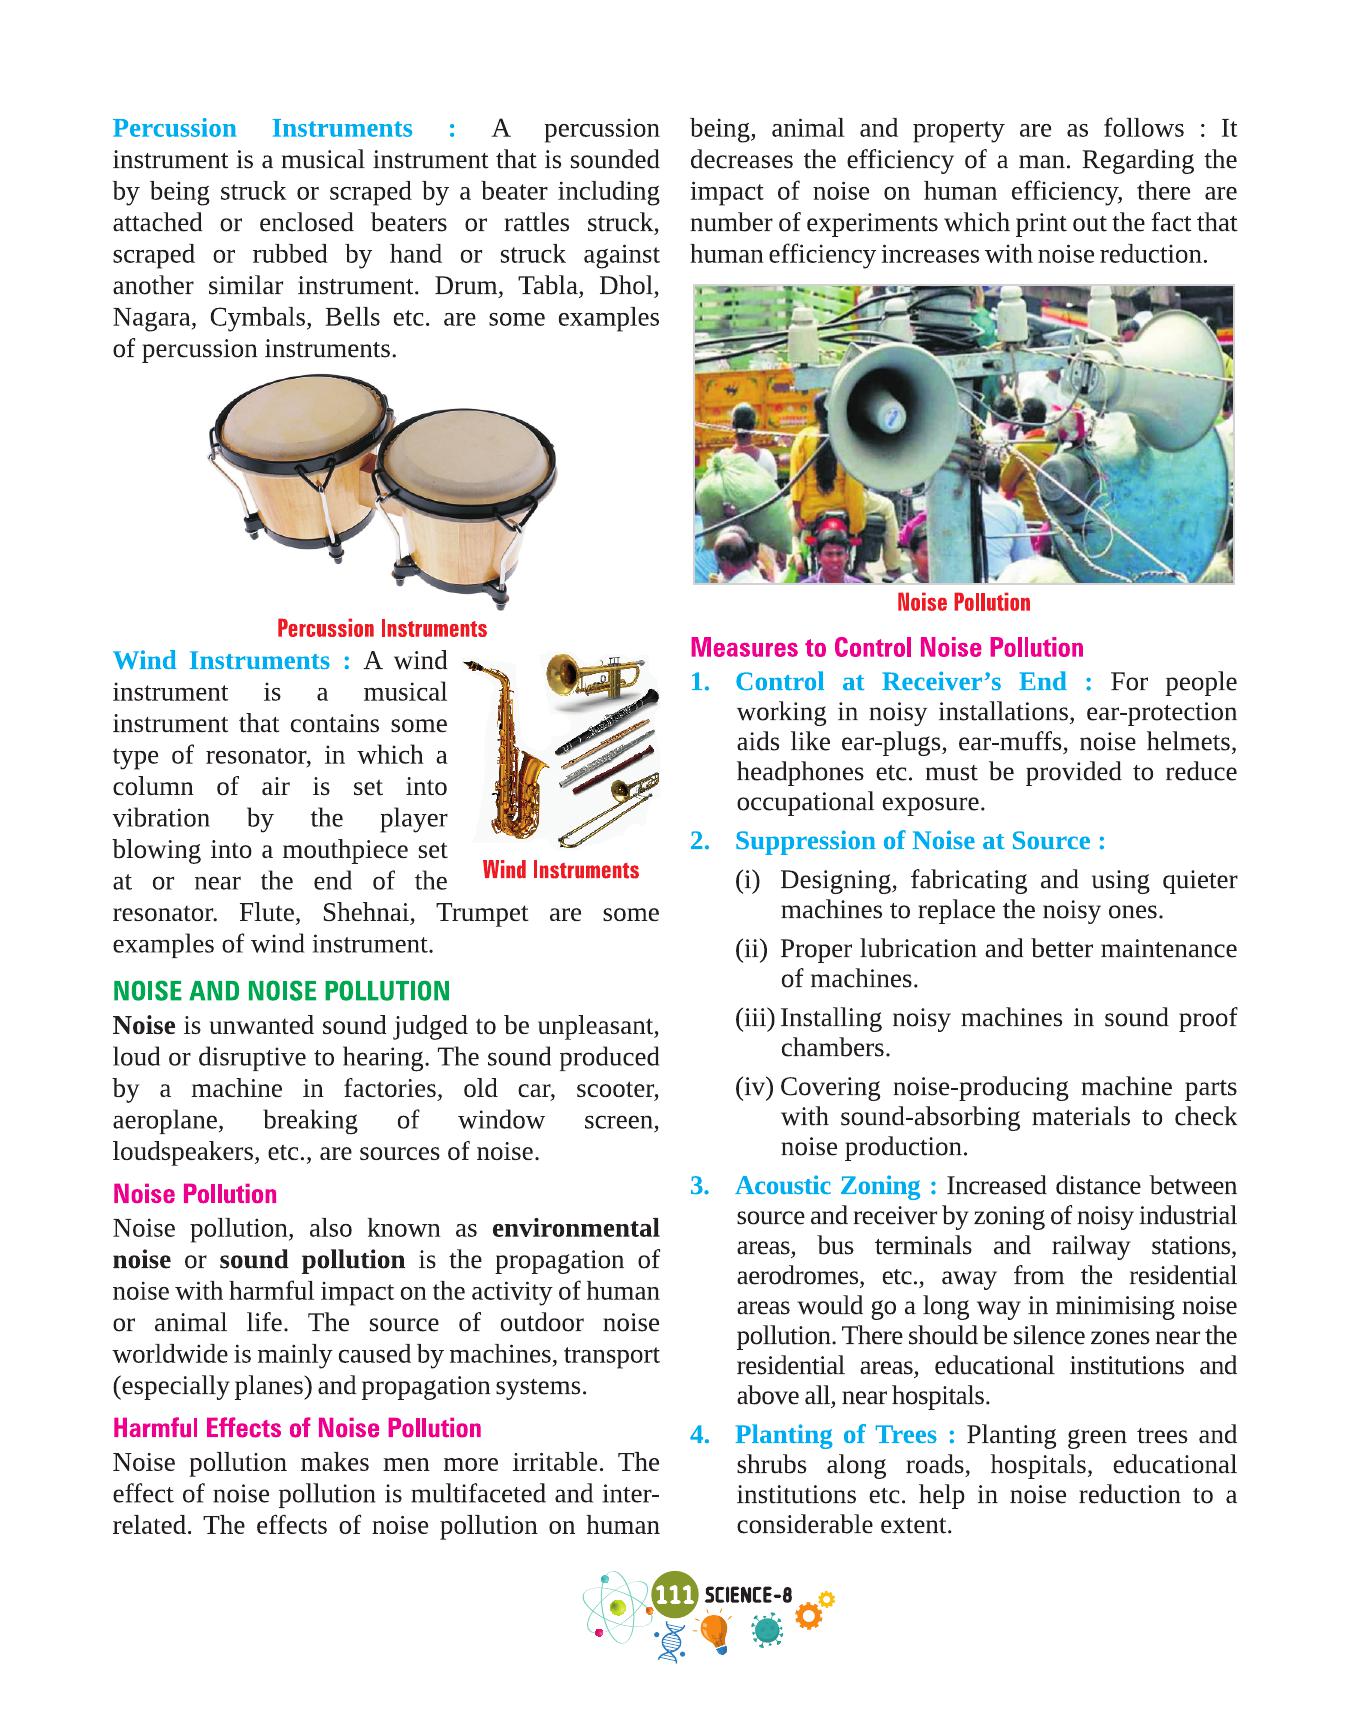 Percussion Instruments : A percussion
instrument is a musical instrument that is sounded
by being struck or scraped by a beater including
attached or enclosed beaters or rattles struck,
scraped or rubbed by hand or struck against
another similar instrument. Drum, Tabla, Dhol,
Nagara, Cymbals, Bells etc. are some examples
of percussion instruments.
Percussion Instruments
Wind Instruments : A wind
instrument is a musical
instrument that contains some
type of resonator, in which a
column of air is set into
vibration by the player
blowing into a mouthpiece set
at or near the end of the
resonator. Flute, Shehnai, Trumpet are some
examples of wind instrument.
Wind Instruments
NOISE AND NOISE POLLUTION
Noise is unwanted sound judged to be unpleasant,
loud or disruptive to hearing. The sound produced
by a machine in factories, old car, scooter,
aeroplane, breaking of window screen,
loudspeakers, etc., are sources of noise.
Noise Pollution
Noise pollution, also known as environmental
noise or sound pollution is the propagation of
noise with harmful impact on the activity of human
or animal life. The source of outdoor noise
worldwide is mainly caused by machines, transport
(especially planes) and propagation systems.
Harmful Effects of Noise Pollution
Noise pollution makes men more irritable. The
effect of noise pollution is multifaceted and inter-
related. The effects of noise pollution on human
being, animal and property are as follows : It
decreases the efficiency of a man. Regarding the
impact of noise on human efficiency, there are
number of experiments which print out the fact that
human efficiency increases with noise reduction.
Noise Pollution
Measures to Control Noise Pollution
1. Control at Receiver's End : For people
working in noisy installations, ear-protection
aids like ear-plugs, ear-muffs, noise helmets,
headphones etc. must be provided to reduce
occupational exposure.
2. Suppression of Noise at Source :
(i) Designing, fabricating and using quieter
machines to replace the noisy ones.
(ii) Proper lubrication and better maintenance
of machines.
(iii) Installing noisy machines in sound proof
chambers.
(iv) Covering noise-producing machine parts
with sound-absorbing materials to check
noise production.
3. Acoustic Zoning : Increased distance between
source and receiver by zoning of noisy industrial
areas, bus terminals and railway stations,
aerodromes, etc., away from the residential
areas would go a long way in minimising noise
pollution. There should be silence zones near the
residential areas, educational institutions and
above all, near hospitals.
4. Planting of Trees : Planting green trees and
shrubs along roads, hospitals, educational
institutions etc. help in noise reduction to a
considerable extent.
111 SCIENCE-8